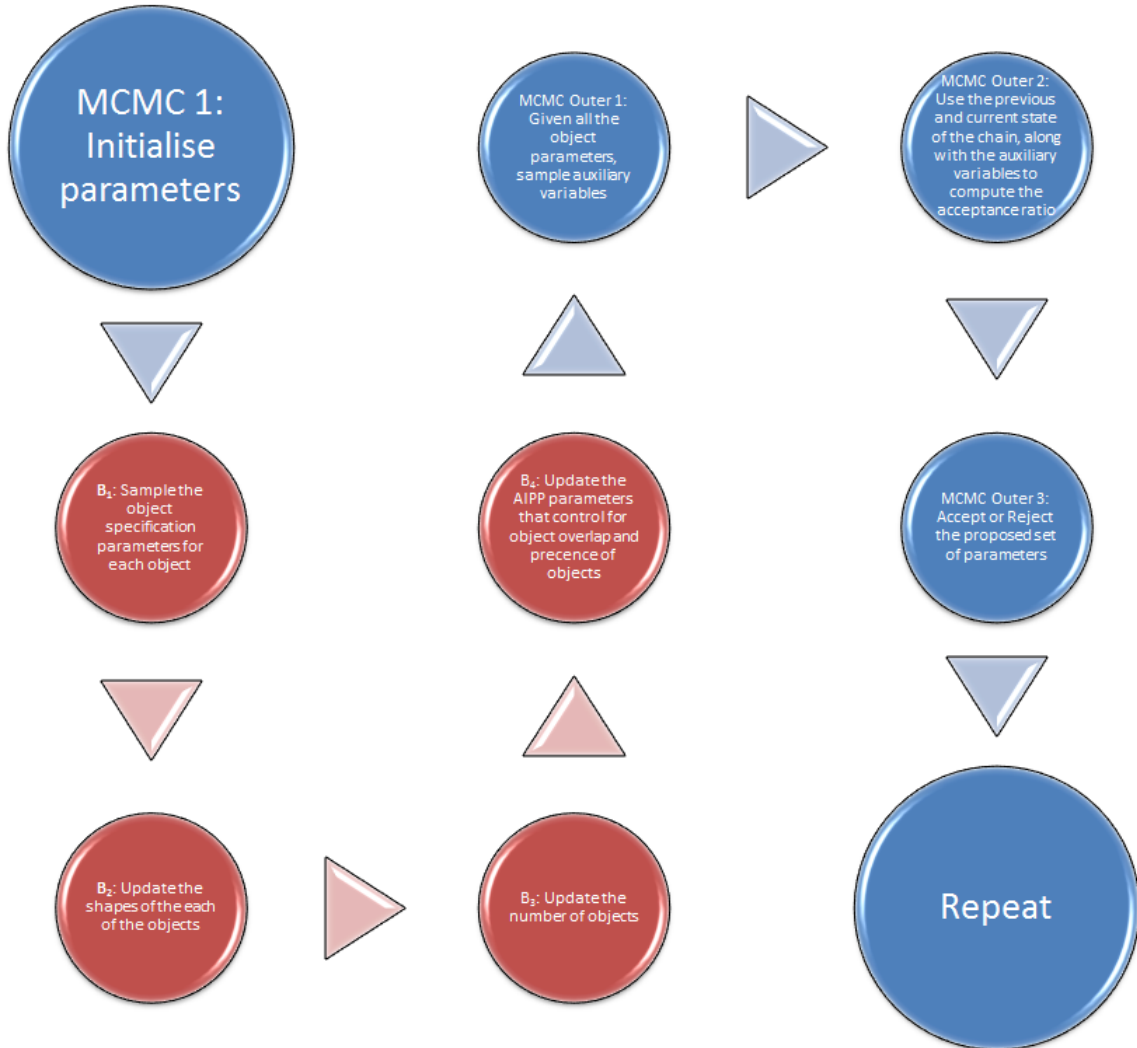 MCMC 1:
Initialise
parameters
B₁: Sample the
object
specification
parameters for
each object
B₂: Update the
shapes of the each
of the objects
B₃: Update the
number of objects
B₄: Update the
AIPP parameters
that control for
object overlap and
precence of
objects
MCMC Outer 1:
Given all the
object
parameters,
sample auxiliary
variables
MCMC Outer 2:
Use the previous
and current state
of the chain, along
with the auxiliary
variables to
compute the
acceptance ratio
MCMC Outer 3:
Accept or Reject
the proposed set
of parameters
Repeat